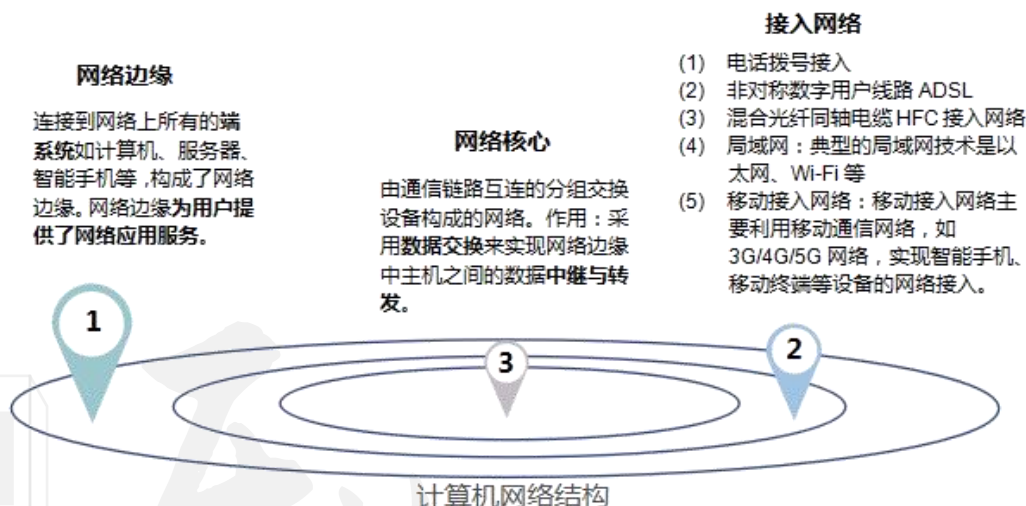 网络边缘
连接到网络上所有的端
系统如计算机、服务器、
智能手机等,构成了网络
边缘。网络边缘为用户提
供了网络应用服务。
网络核心
由通信链路互连的分组交换
设备构成的网络。作用：采
用数据交换来实现网络边缘
中主机之间的数据中继与转
发。
接入网络
(1) 电话拨号接入
(2) 非对称数字用户线路 ADSL
(3) 混合光纤同轴电缆 HFC 接入网络
(4) 局域网：典型的局域网技术是以
太网、Wi-Fi 等
(5) 移动接入网络：移动接入网络主
要利用移动通信网络，如
3G/4G/5G 网络，实现智能手机、
移动终端等设备的网络接入。
1
3
2
计算机网络结构